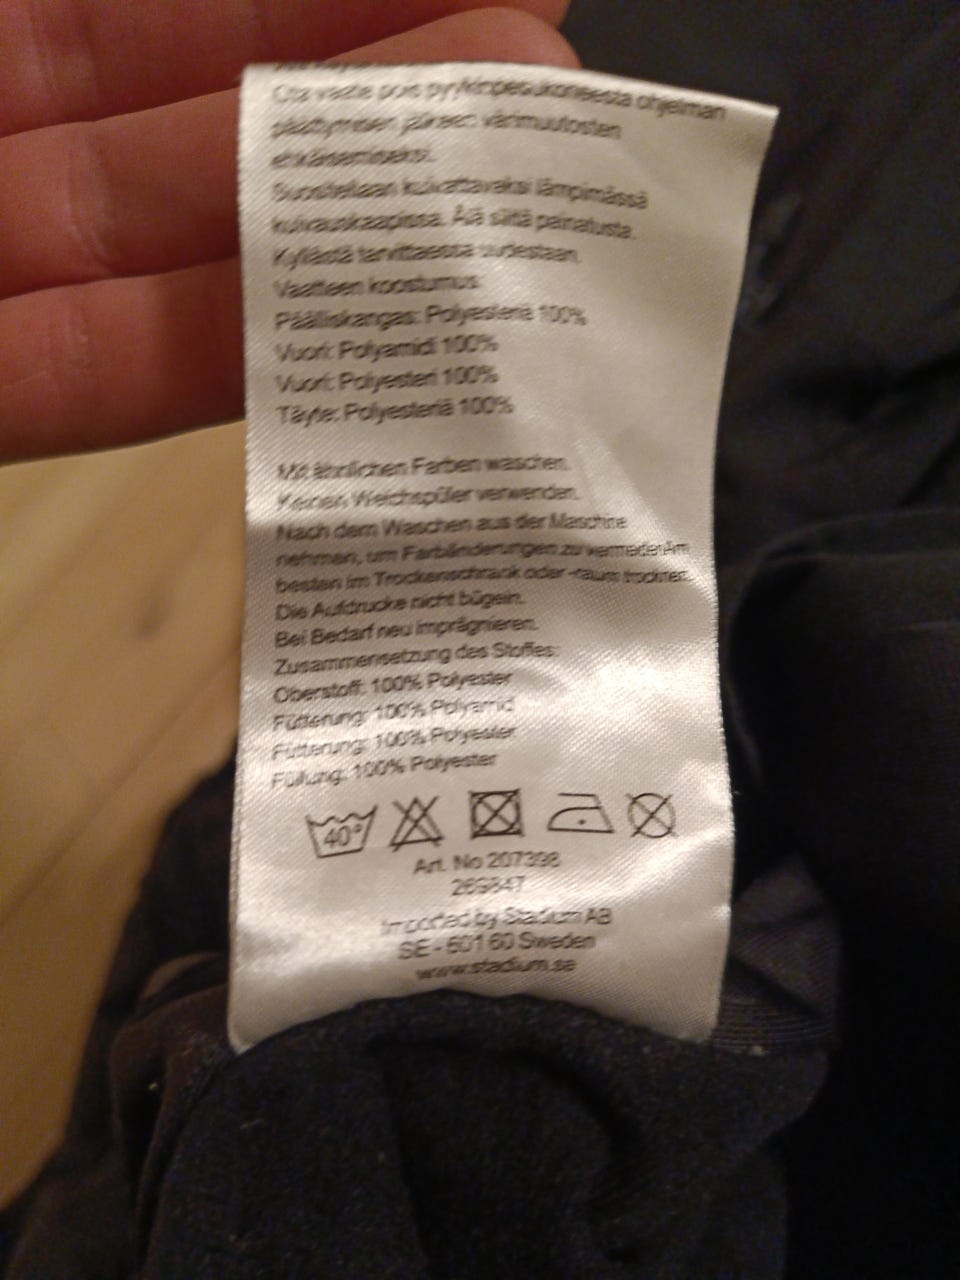 Ota vaate pois pyykinpesukoneesta ohjelman
päättymisen jälkeen värimuutosten
ehkäisemiseksi.
Suositellaan kuivattavaksi lämpimässä
kuivauskaapissa. Älä silitä painatusta.
Kyllästä tarvittaessa uudestaan.
Vaatteen koostumus:
Päälliskangas: Polyesteriä 100%
Vuori: Polyamidi 100%
Vuori: Polyesteri 100%
Täyte: Polyesteriä 100%
Mit ähnlichen Farben waschen.
Keinen Weichspüler verwenden.
Nach dem Waschen aus der Maschine
nehmen, um Farbänderungen zu
besten im Trockenschrank oder -raum trocknen.
Die Aufdrucke nicht bügeln.
Bei Bedarf neu imprägnieren.
Zusammensetzung des Stoffes:
Oberstoff: 100% Polyester
Fütterung: 100% Polyamid
Fütterung: 100% Polyester
Füllung: 100% Polyester
40°
Art. No 207398
269847
Imported by Stadium AB
SE - 601 60 Sweden
www.stadium.se